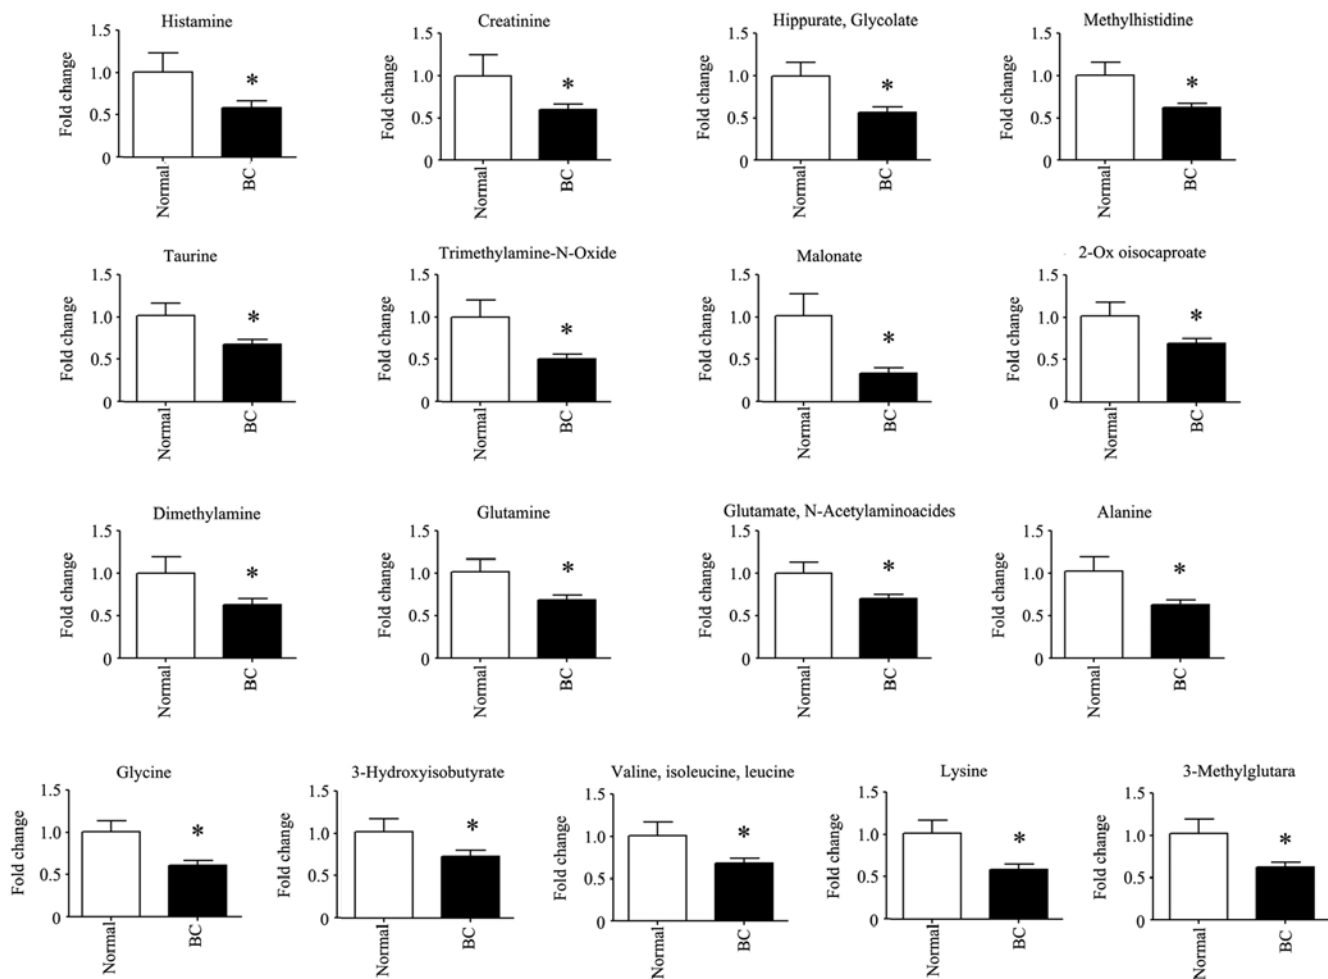 Histamine
Fold change
1.5
1.0
0.5
0
*
Normal
BC
Creatinine
Fold change
1.5
1.0
0.5
0
*
Normal
BC
Hippurate, Glycolate
Fold change
1.5
1.0
0.5
0
*
Normal
BC
Methylhistidine
Fold change
1.5
1.0
0.5
0
*
Normal
BC
Taurine
Fold change
1.5
1.0
0.5
0
*
Normal
BC
Trimethylamine-N-Oxide
Fold change
1.5
1.0
0.5
0
*
Normal
BC
Malonate
Fold change
1.5
1.0
0.5
0
*
Normal
BC
2-Ox oisocaproate
Fold change
1.5
1.0
0.5
0
*
Normal
BC
Dimethylamine
Fold change
1.5
1.0
0.5
0
*
Normal
BC
Glutamine
Fold change
1.5
1.0
0.5
0
*
Normal
BC
Glutamate, N-Acetylaminoacides
Fold change
1.5
1.0
0.5
0
*
Normal
BC
Alanine
Fold change
1.5
1.0
0.5
0
*
Normal
BC
Glycine
Fold change
1.5
1.0
0.5
0
*
Normal
BC
3-Hydroxyisobutyrate
Fold change
1.5
1.0
0.5
0
*
Normal
BC
Valine, isoleucine, leucine
Fold change
1.5
1.0
0.5
0
*
Normal
BC
Lysine
Fold change
1.5
1.0
0.5
0
*
Normal
BC
3-Methylglutara
Fold change
1.5
1.0
0.5
0
*
Normal
BC